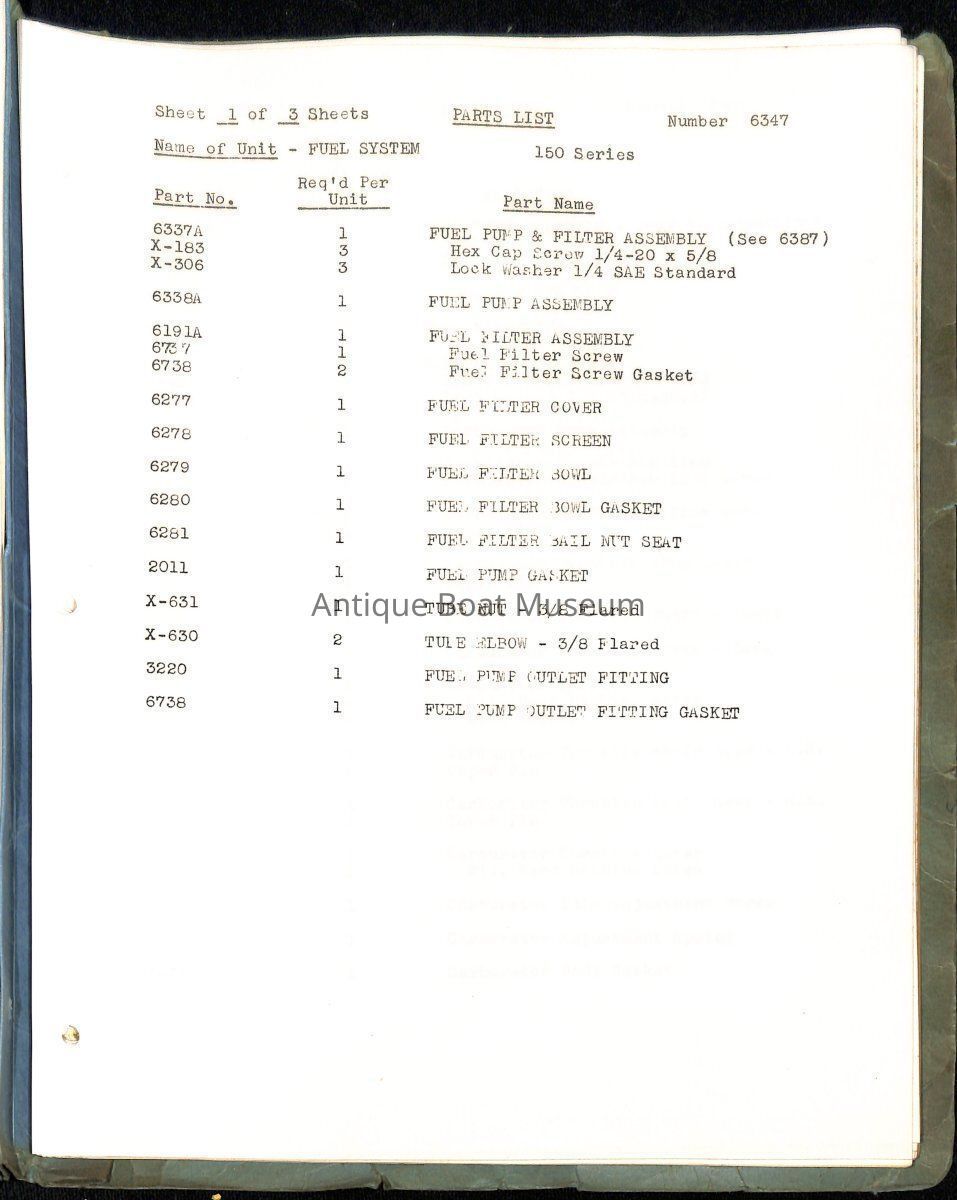 Sheet 1 of 3 Sheets PARTS LIST Number 6347
Name of Unit - FUEL SYSTEM 150 Series
Part No. Req'd Per Unit Part Name
6337A 1 FUEL PUMP & FILTER ASSEMBLY (See 6387)
X-183 3 Hex Cap Screw 1/4-20 x 5/8
X-306 3 Lock Washer 1/4 SAE Standard
6338A 1 FUEL PUMP ASSEMBLY
6191A 1 FUEL FILTER ASSEMBLY
6737 1 Fuel Filter Screw
6738 2 Fuel Filter Screw Gasket
6277 1 FUEL FILTER COVER
6278 1 FUEL FILTER SCREEN
6279 1 FUEL FILTER BOWL
6280 1 FUEL FILTER BOWL GASKET
6281 1 FUEL FILTER BAIL NUT SEAT
2011 1 FUEL PUMP GASKET
X-631 1 TUBE NUT - 3/8 Flared
Antique Boat Museum
X-630 2 TUBE ELBOW - 3/8 Flared
3220 1 FUEL PUMP OUTLET FITTING
6738 1 FUEL PUMP OUTLET FITTING GASKET